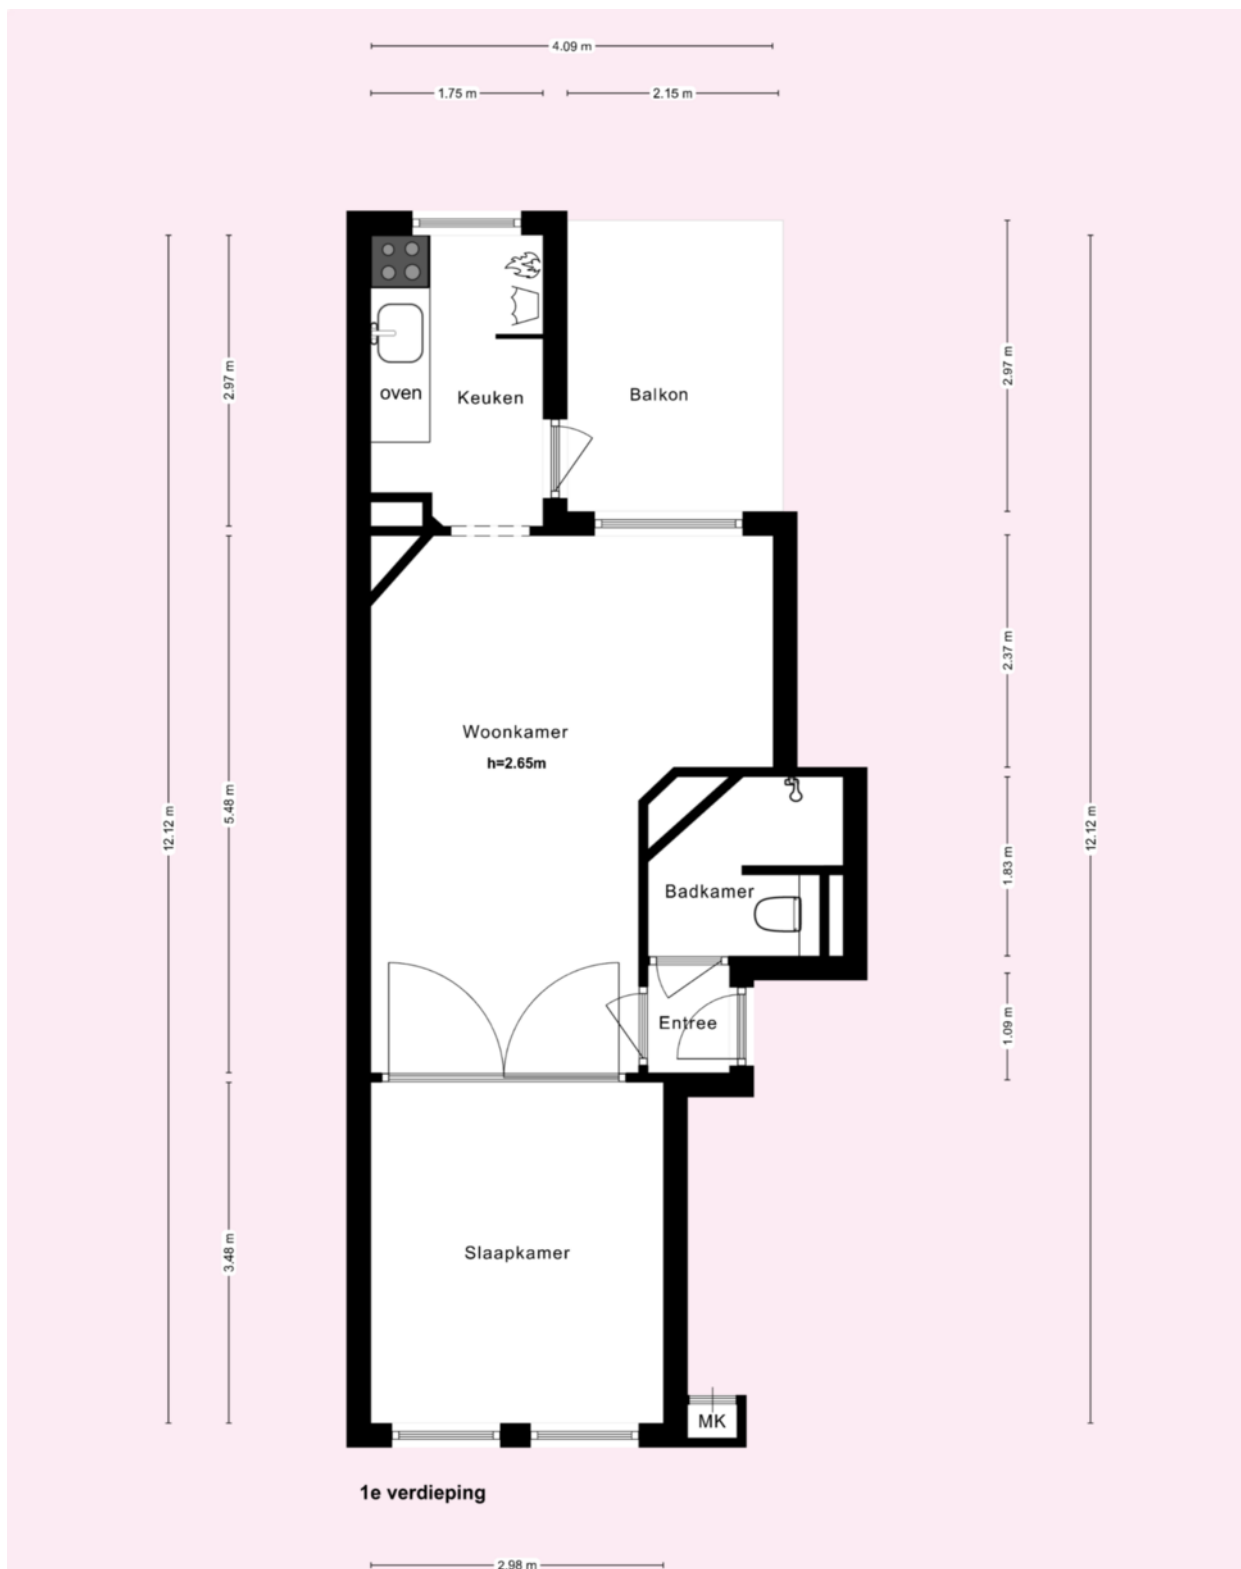 4.09 m
1.75 m
2.15 m
2.97 m
oven
Keuken
Balkon
2.97 m
2.37 m
Woonkamer
h=2.65m
5.48 m
12.12 m
12.12 m
1.83 m
Badkamer
Entree
1.09 m
3.48 m
Slaapkamer
MK
1e verdieping
2.98 m